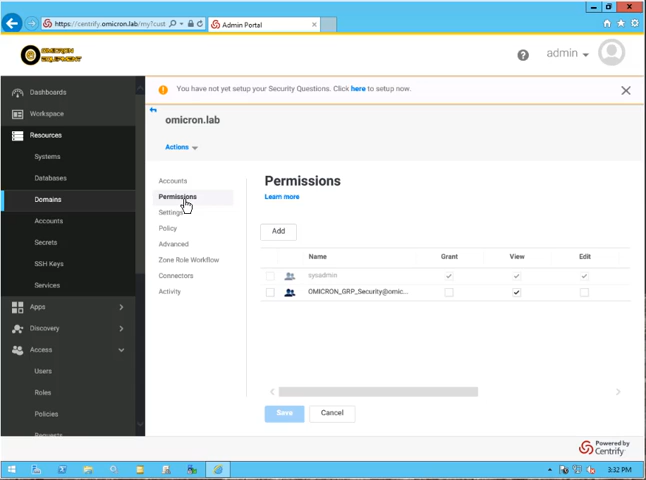 https://centrify.omicron.lab/my?cust
Admin Portal
OMICRON
EQUIPMENT
admin
Dashboards
Workspace
Resources
Systems
Databases
Domains
Accounts
Secrets
SSH Keys
Services
Apps
Discovery
Access
Users
Roles
Policies
Requests
You have not yet setup your Security Questions. Click here to setup now.
omicron.lab
Actions
Accounts
Permissions
Settings
Policy
Advanced
Zone Role Workflow
Connectors
Activity
Permissions
Learn more
Add
Name Grant View Edit
sysadmin
OMICRON_GRP_Security@omic...
Save Cancel
Powered by
Centrify
3:32 PM